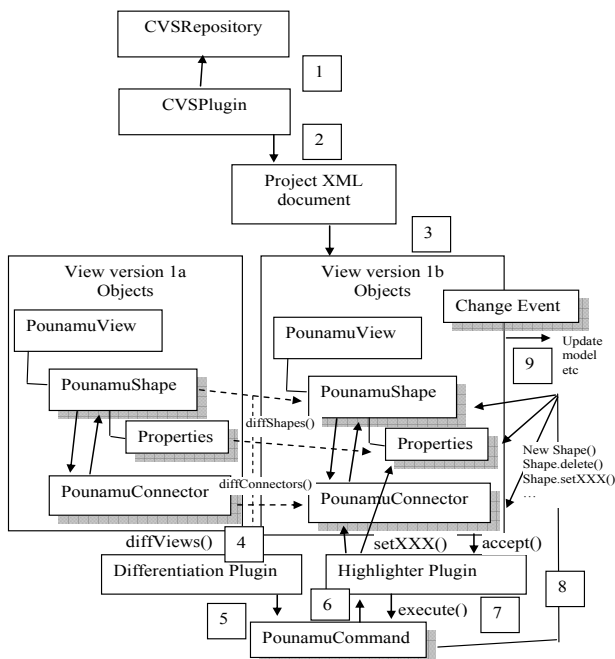 CVSRepository
1
CVSPlugin
2
Project XML
document
3
View version 1a
Objects
View version 1b
Objects
Change Event
PounamuView
PounamuView
9
Update
model
etc
PounamuShape
PounamuShape
diffShapes()
Properties
Properties
New Shape()
Shape.delete()
Shape.setXXX()
…
diffConnectors()
PounamuConnector
PounamuConnector
diffViews()
4
setXXX()
accept()
Differentiation Plugin
Highlighter Plugin
8
5
6
execute()
7
PounamuCommand